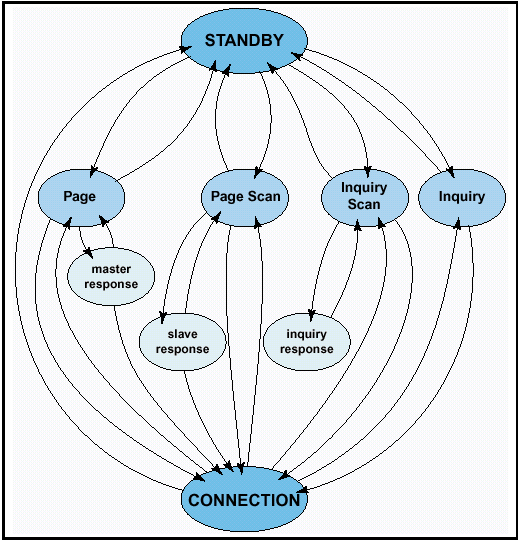 STANDBY
Page
Page Scan
Inquiry
Scan
Inquiry
master
response
slave
response
inquiry
response
CONNECTION